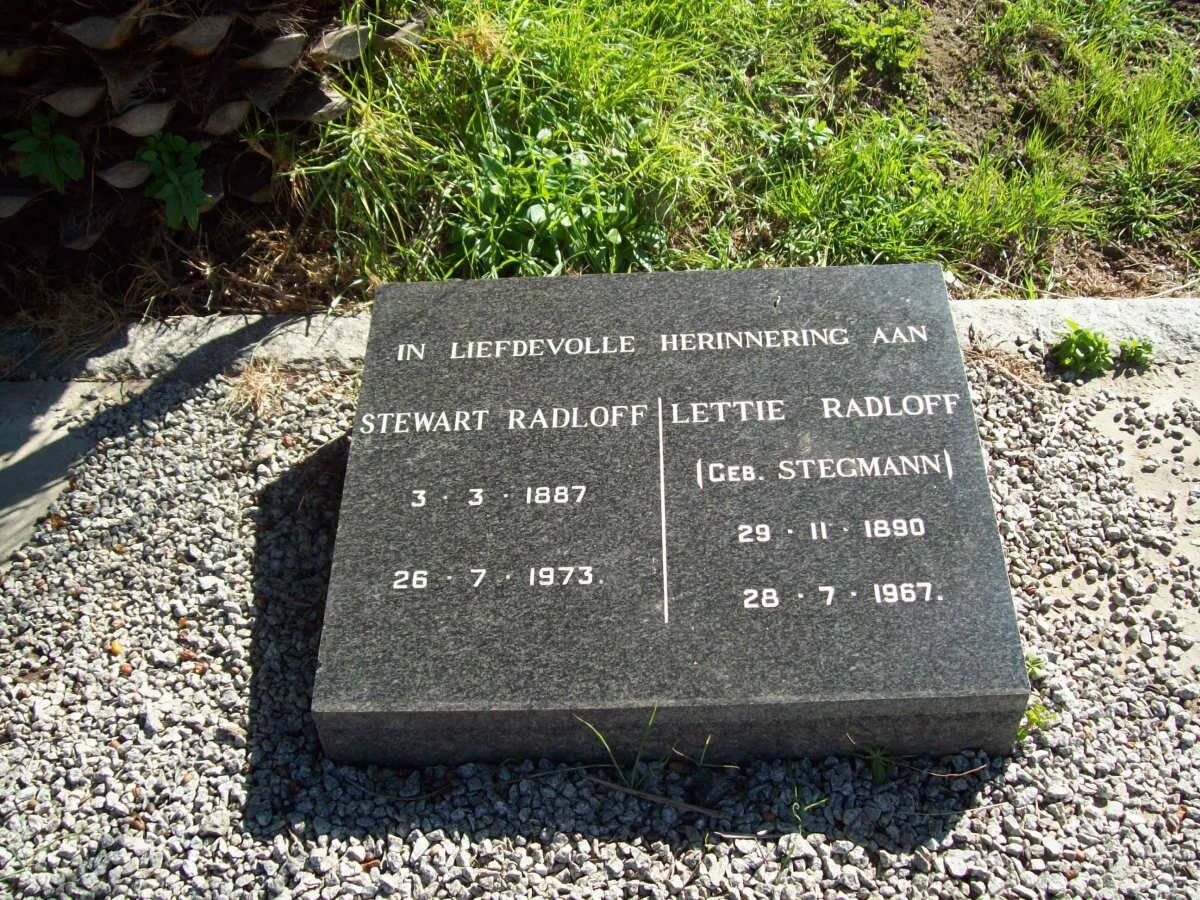 IN LIEFDEVOLLE HERINNERING AAN
STEWART RADLOFF
3 · 3 · 1887
26 · 7 · 1973.
LETTIE RADLOFF
(GEB. STEGMANN)
29 · 11 · 1890
28 · 7 · 1967.